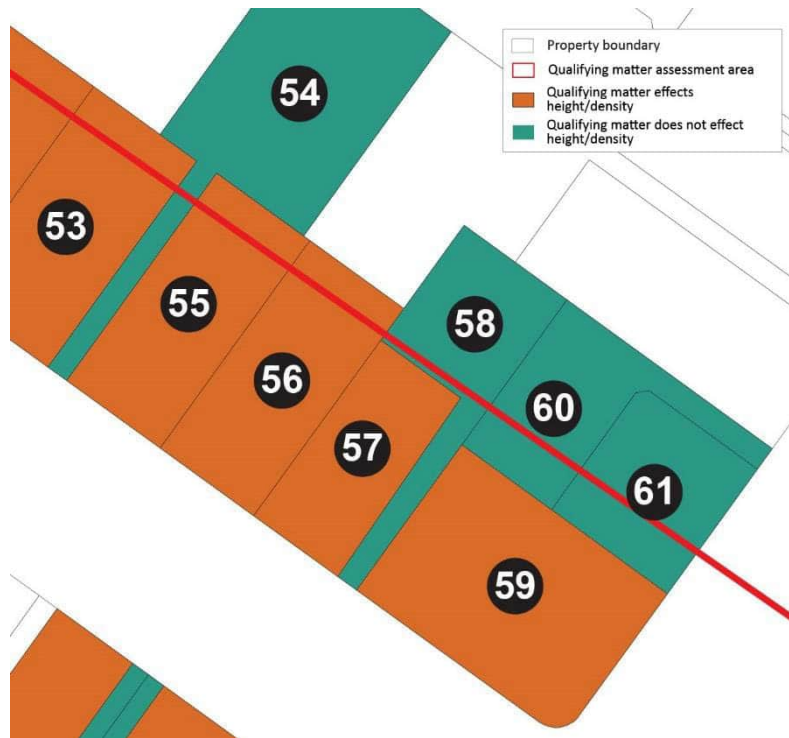 Property boundary
Qualifying matter assessment area
Qualifying matter effects
height/density
Qualifying matter does not effect
height/density
54
53
55
58
56
60
57
61
59